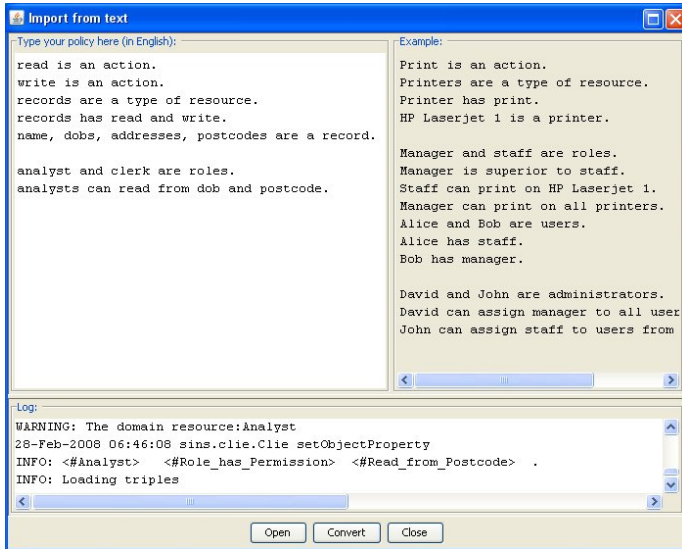 Import from text
Type your policy here (in English):
read is an action.
write is an action.
records are a type of resource.
records has read and write.
name, dobs, addresses, postcodes are a record.
analyst and clerk are roles.
analysts can read from dob and postcode.
Example:
Print is an action.
Printers are a type of resource.
Printer has print.
HP Laserjet 1 is a printer.
Manager and staff are roles.
Manager is superior to staff.
Staff can print on HP Laserjet 1.
Manager can print on all printers.
Alice and Bob are users.
Alice has staff.
Bob has manager.
David and John are administrators.
David can assign manager to all user
John can assign staff to users from
Log:
WARNING: The domain resource:Analyst
28-Feb-2008 06:46:08 sins.clie.Clie setObjectProperty
INFO: <#Analyst> <#Role_has_Permission> <#Read_from_Postcode> .
INFO: Loading triples
Open Convert Close